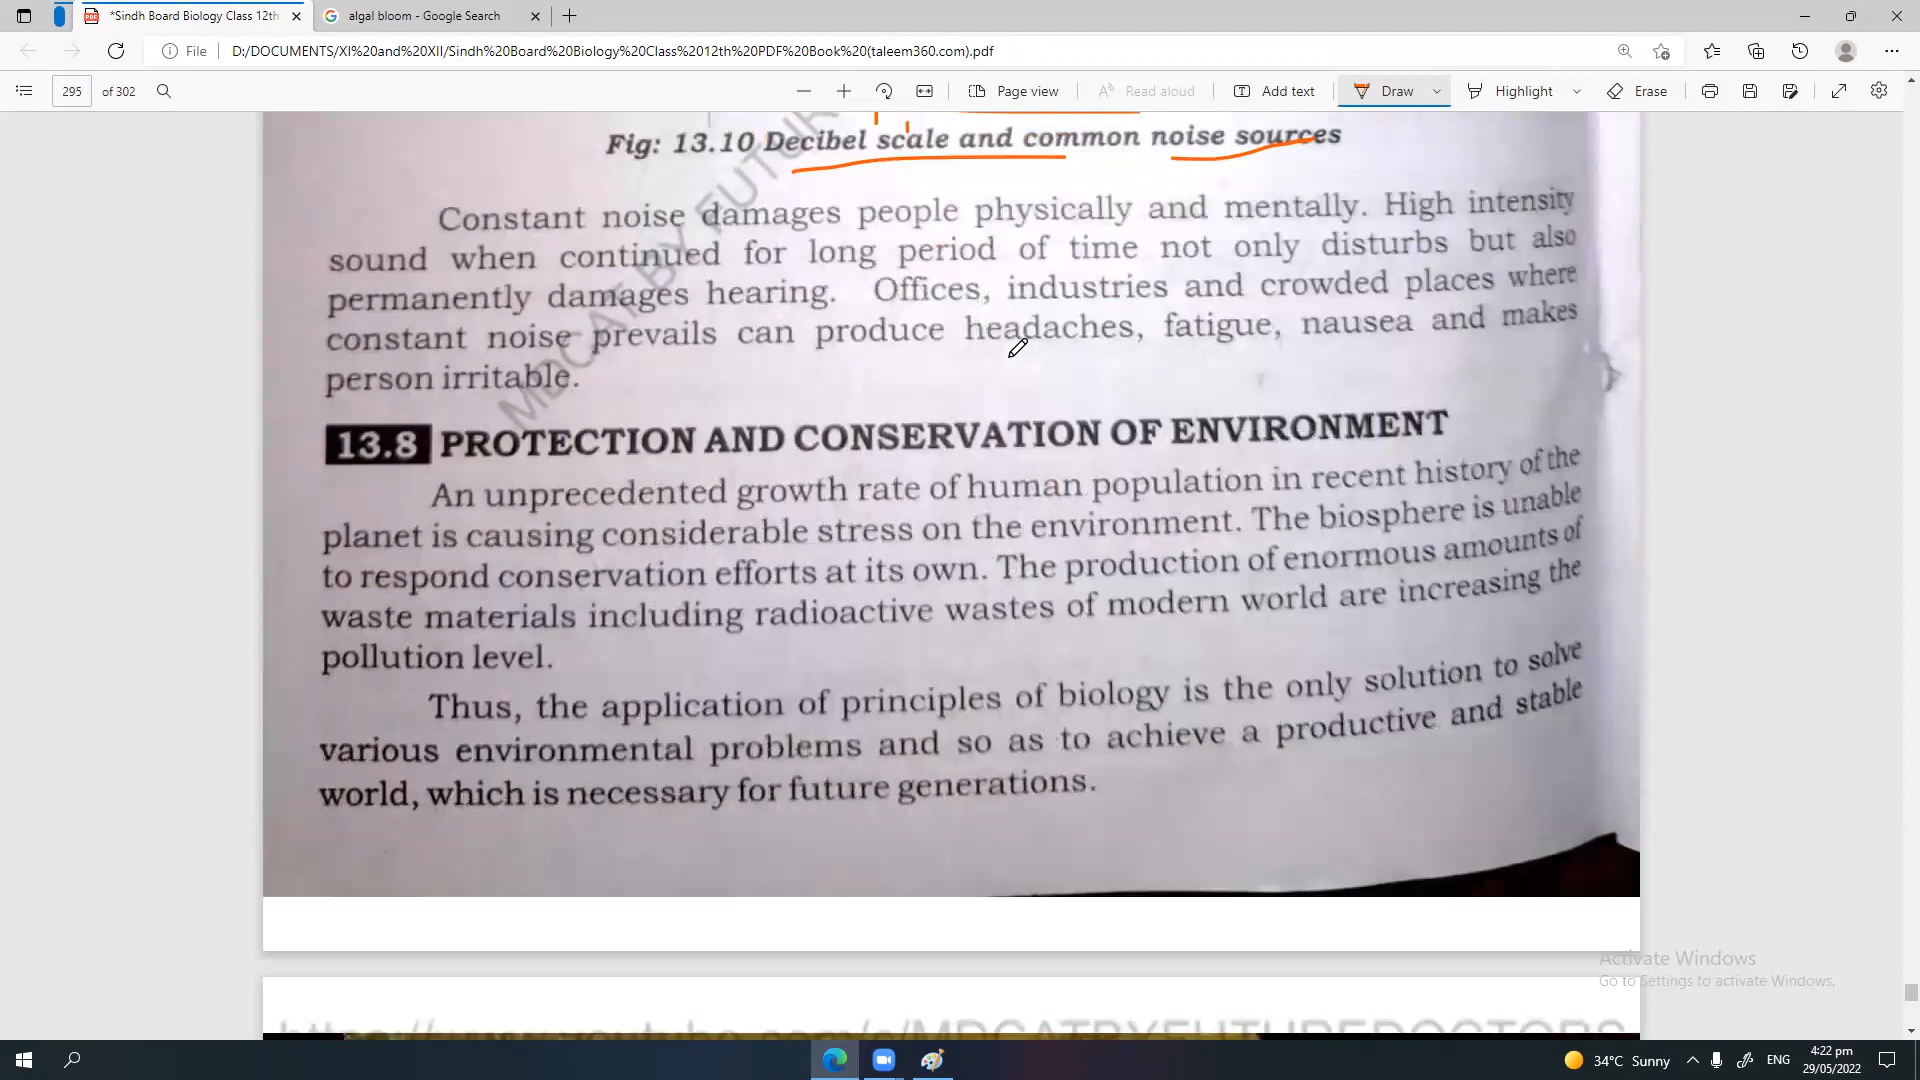 *Sindh Board Biology Class 12th
algal bloom - Google Search
File
D:/DOCUMENTS/XI%20and%20XII/Sindh%20Board%20Biology%20Class%2012th%20PDF%20Book%20(taleem360.com).pdf
295 of 302
Page view
Read aloud
Add text
Draw
Highlight
Erase
Fig: 13.10 Decibel scale and common noise sources
Constant noise damages people physically and mentally. High intensity
sound when continued for long period of time not only disturbs but also
permanently damages hearing. Offices, industries and crowded places where
constant noise prevails can produce headaches, fatigue, nausea and makes
person irritable.
MDCAT BY FUTUR
13.8 PROTECTION AND CONSERVATION OF ENVIRONMENT
An unprecedented growth rate of human population in recent history of the
planet is causing considerable stress on the environment. The biosphere is unable
to respond conservation efforts at its own. The production of enormous amounts of
waste materials including radioactive wastes of modern world are increasing the
pollution level.
Thus, the application of principles of biology is the only solution to solve
various environmental problems and so as to achieve a productive and stable
world, which is necessary for future generations.
Activate Windows
Go to Settings to activate Windows.
https://www.youtube.com/c/MDCATBYFUTUREDOCTORS
34°C Sunny
ENG
4:22 pm
29/05/2022